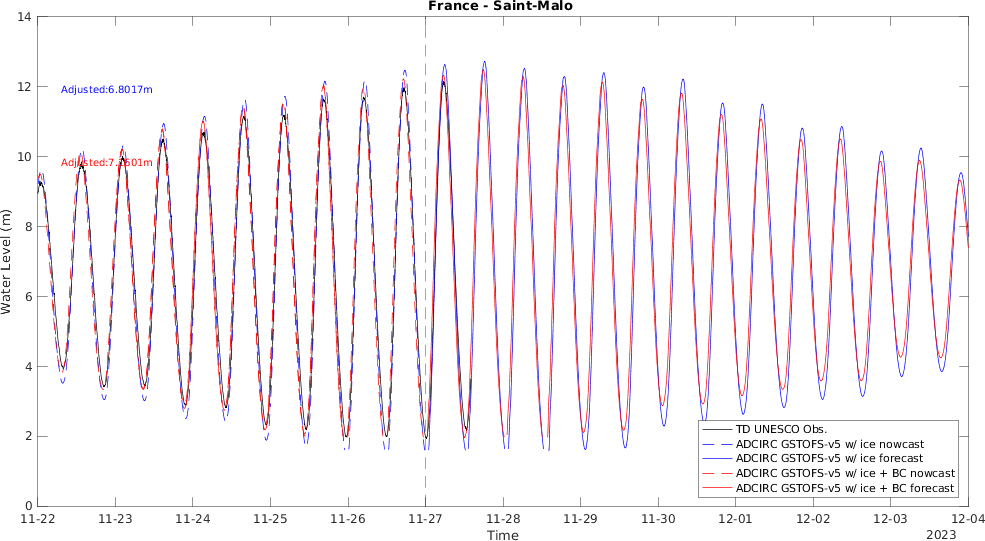 France - Saint-Malo
14
12
10
8
6
4
2
0
Water Level (m)
Adjusted:6.8017m
TD UNESCO Obs.
ADCIRC GSTOFS-v5 w/ ice nowcast
ADCIRC GSTOFS-v5 w/ ice forecast
ADCIRC GSTOFS-v5 w/ ice + BC nowcast
ADCIRC GSTOFS-v5 w/ ice + BC forecast
11-22
11-23
11-24
11-25
11-26
11-27
11-28
11-29
11-30
12-01
12-02
12-03
12-04
Time
2023